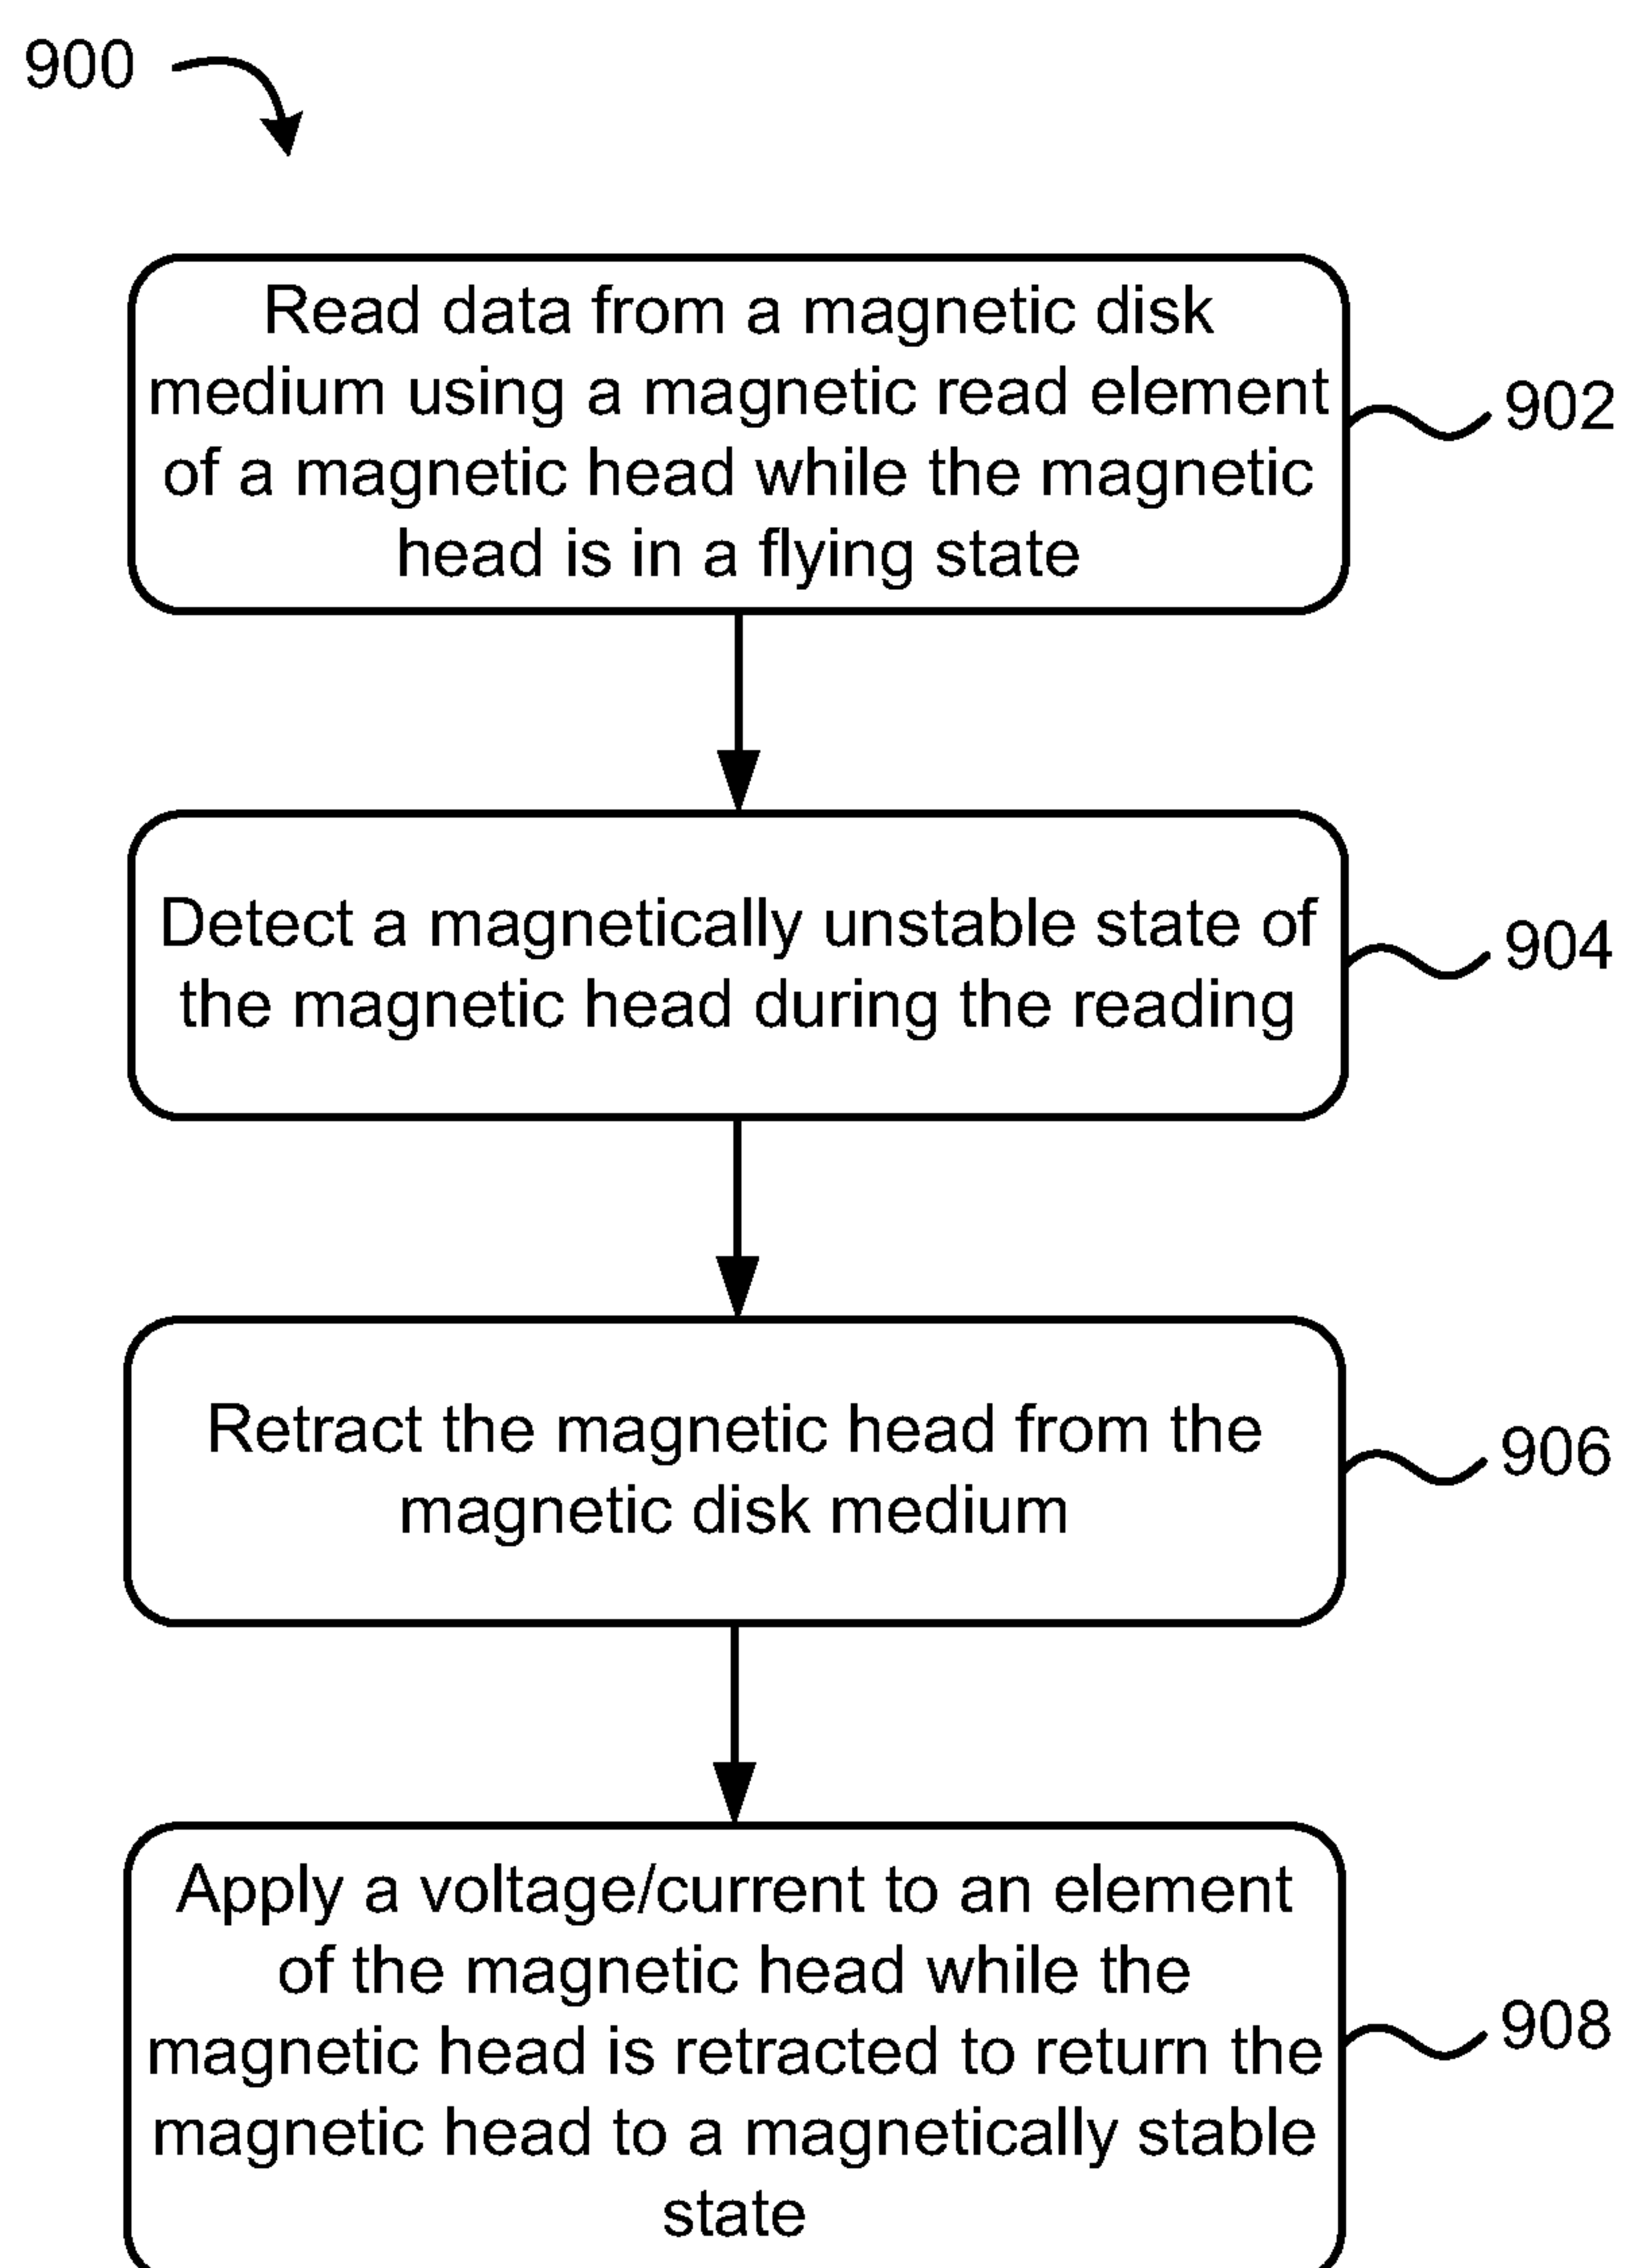 900
Read data from a magnetic disk
medium using a magnetic read element
of a magnetic head while the magnetic
head is in a flying state
902
Detect a magnetically unstable state of
the magnetic head during the reading
904
Retract the magnetic head from the
magnetic disk medium
906
Apply a voltage/current to an element
of the magnetic head while the
magnetic head is retracted to return the
magnetic head to a magnetically stable
state
908